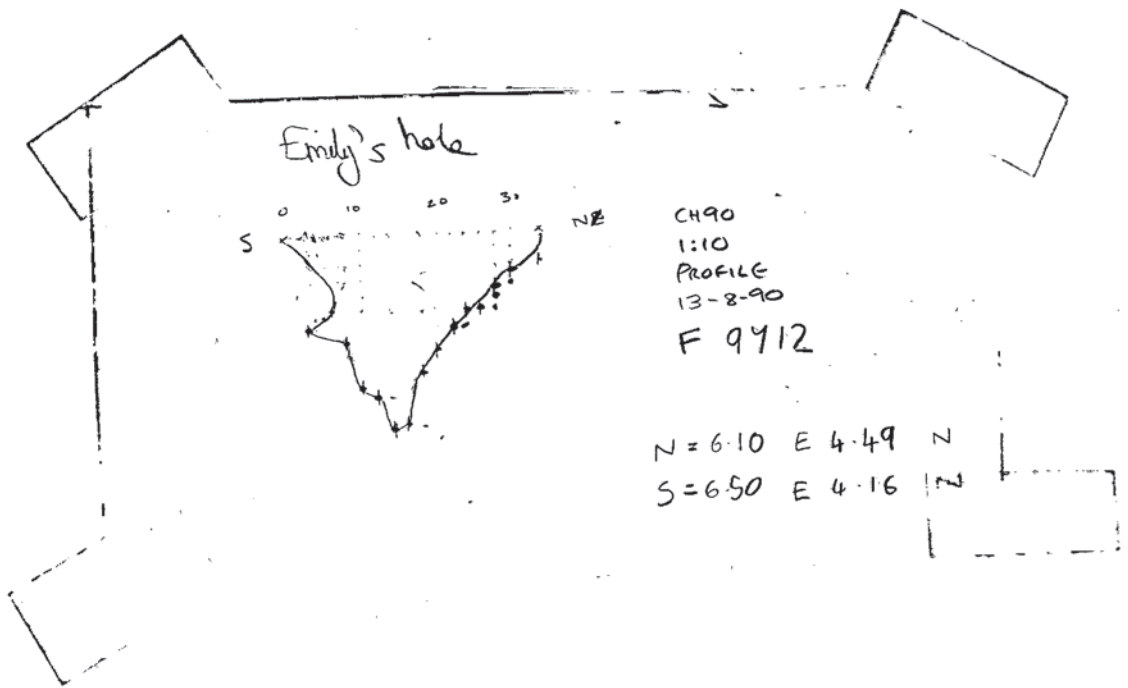 Emily's hole
0 10 20 30
S N
CH90
1:10
PROFILE
13-8-90
F 9712
N = 6.10 E 4.49 N
S = 6.50 E 4.16 N